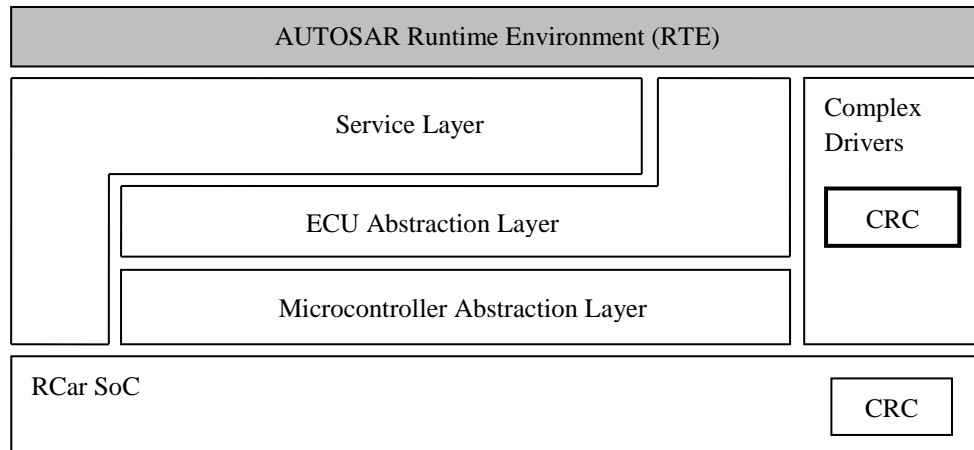 AUTOSAR Runtime Environment (RTE)
Service Layer
Complex
Drivers
CRC
ECU Abstraction Layer
Microcontroller Abstraction Layer
RCar SoC
CRC